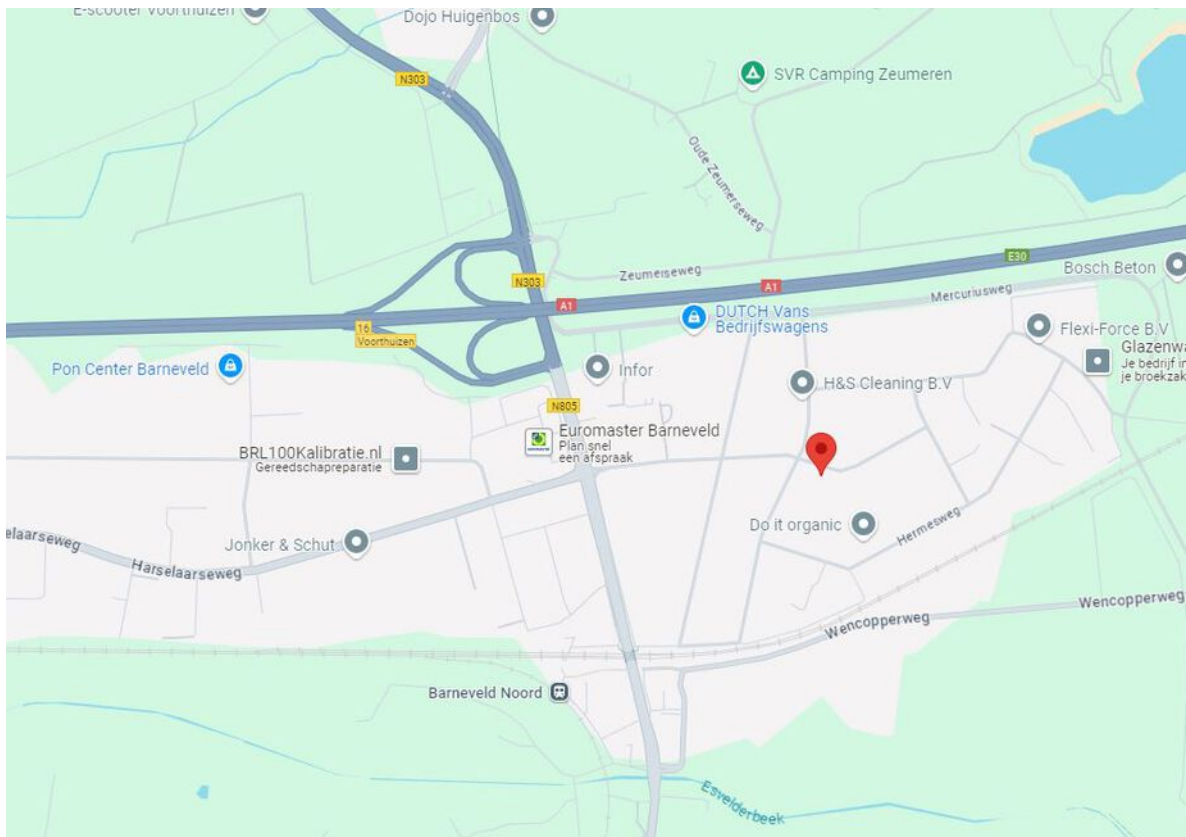 E-scooter Voorthuizen
Dojo Huigenbos
N303
SVR Camping Zeumeren
Oude Zeumerseweg
Zeumerseweg
N303
A1
A1
E30
Bosch Beton
Mercuriusweg
DUTCH Vans
Bedrijfswagens
16
Voorthuizen
Flexi-Force B.V
Glazenwa
Je bedrijf in
je broekzak
Pon Center Barneveld
Infor
H&S Cleaning B.V
N805
Euromaster Barneveld
Plan snel
een afspraak
BRL100Kalibratie.nl
Gereedschapreparatie
Do it organic
Hermesweg
Jonker & Schut
elaarseweg
Harselaarseweg
Wencopperweg
Wencopperweg
Barneveld Noord
Esvelderbeek